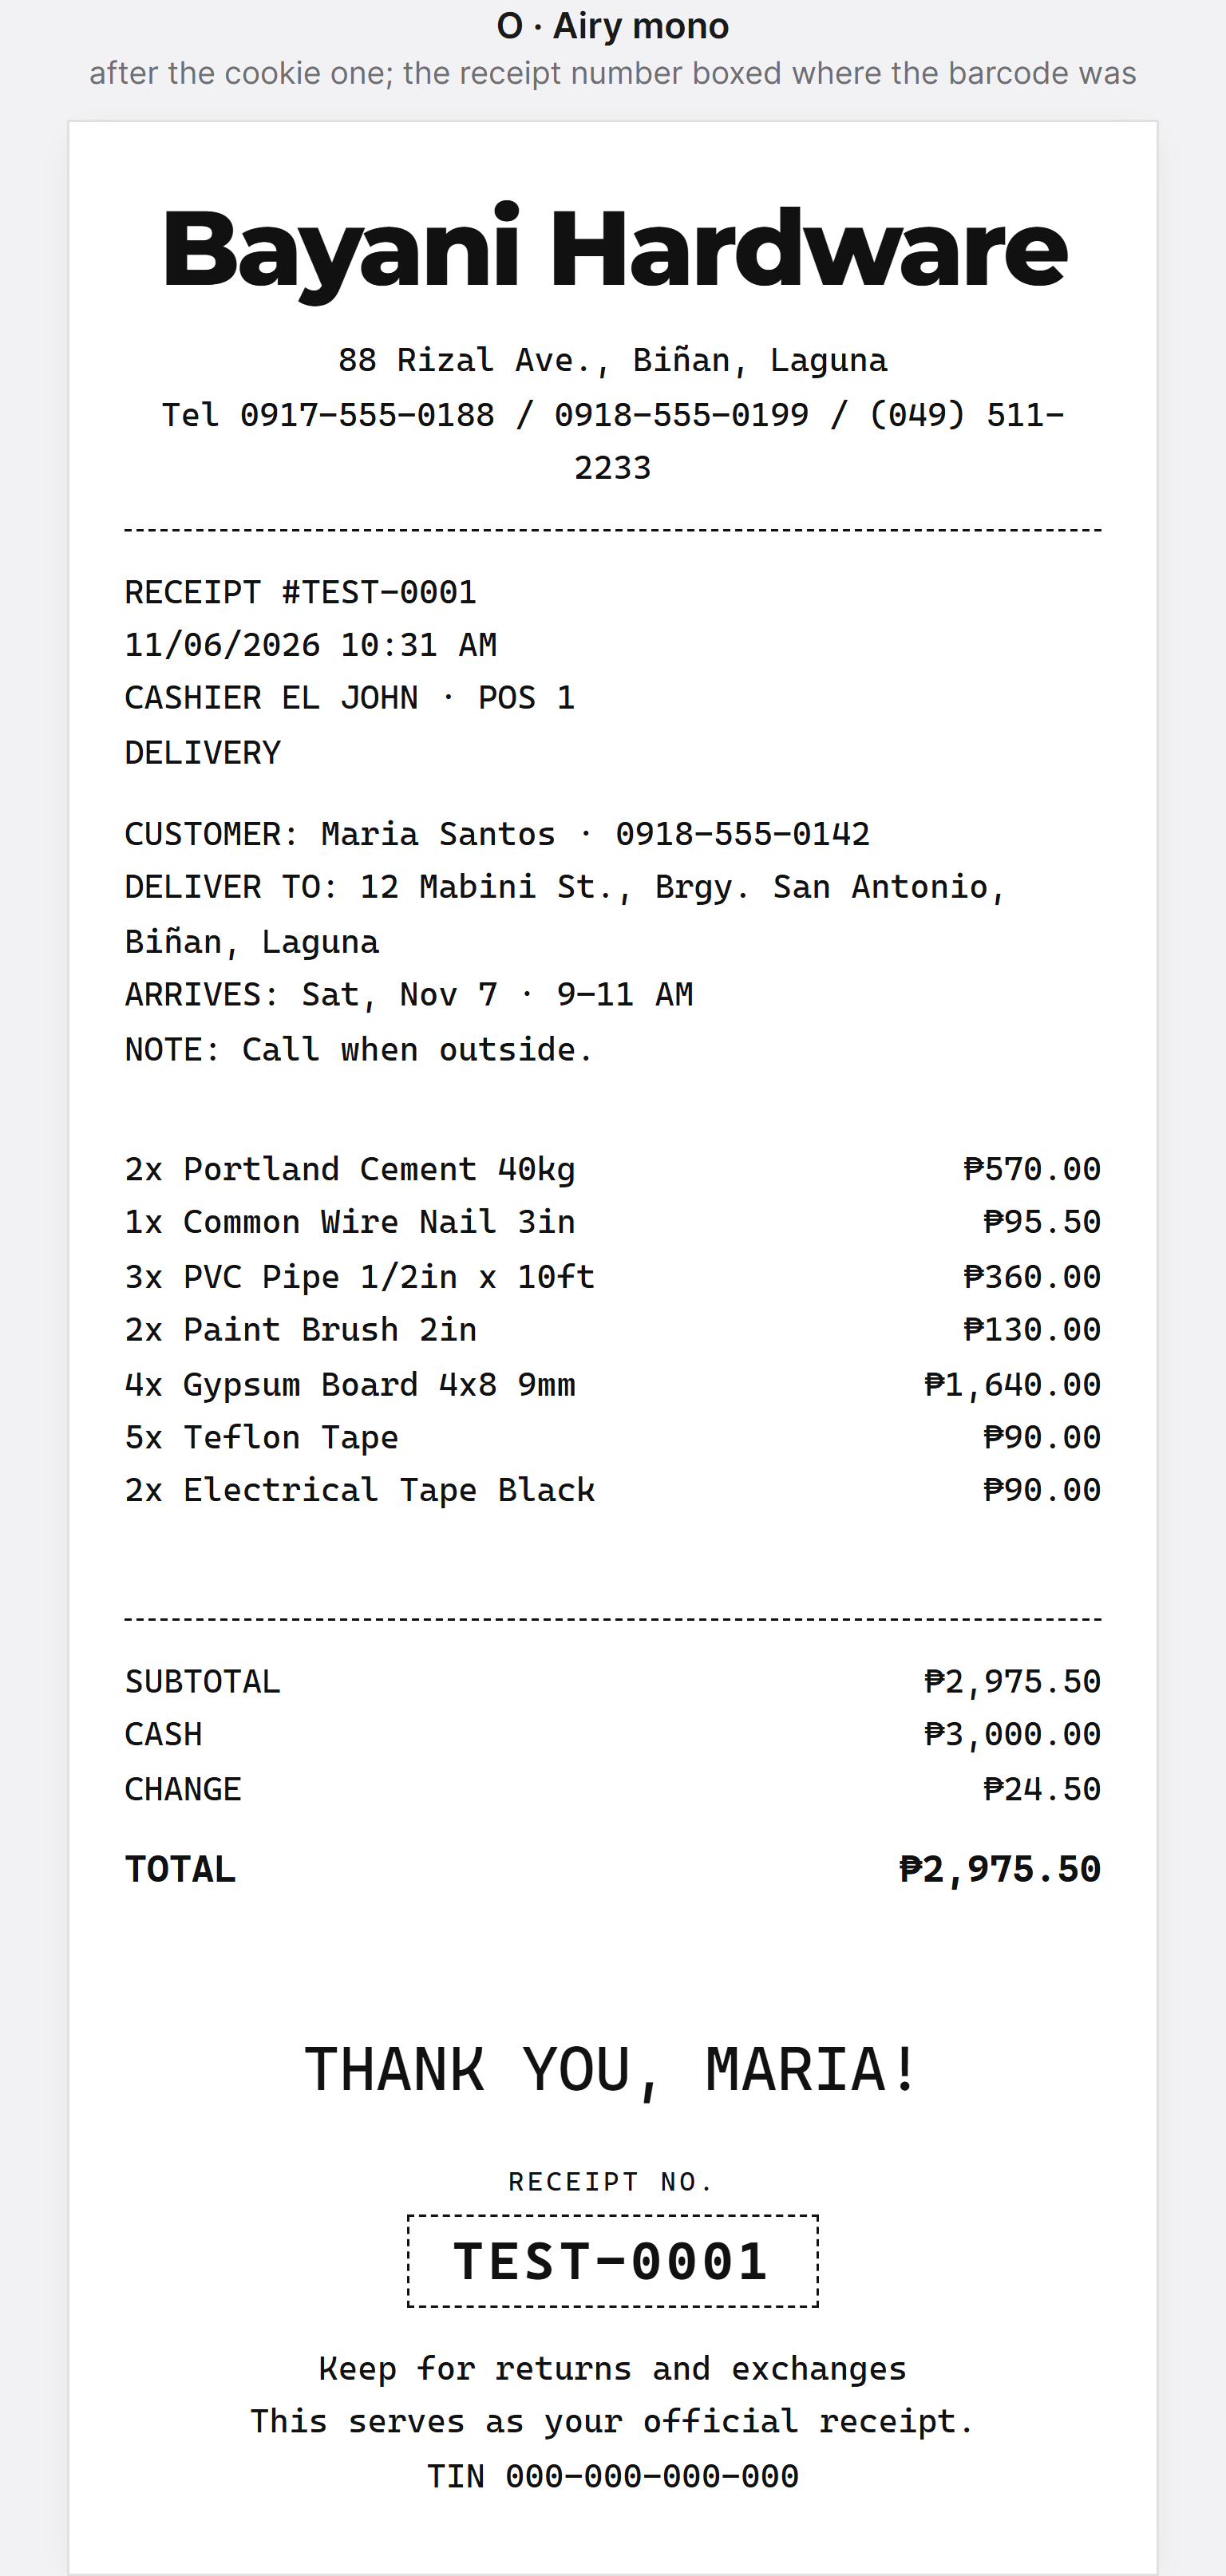 O · Airy mono
after the cookie one; the receipt number boxed where the barcode was
Bayani Hardware
88 Rizal Ave., Biñan, Laguna
Tel 0917-555-0188 / 0918-555-0199 / (049) 511-
2233
RECEIPT #TEST-0001
11/06/2026 10:31 AM
CASHIER EL JOHN · POS 1
DELIVERY
CUSTOMER: Maria Santos · 0918-555-0142
DELIVER TO: 12 Mabini St., Brgy. San Antonio,
Biñan, Laguna
ARRIVES: Sat, Nov 7 · 9–11 AM
NOTE: Call when outside.
2x Portland Cement 40kg ₱570.00
1x Common Wire Nail 3in ₱95.50
3x PVC Pipe 1/2in x 10ft ₱360.00
2x Paint Brush 2in ₱130.00
4x Gypsum Board 4x8 9mm ₱1,640.00
5x Teflon Tape ₱90.00
2x Electrical Tape Black ₱90.00
SUBTOTAL ₱2,975.50
CASH ₱3,000.00
CHANGE ₱24.50
TOTAL ₱2,975.50
THANK YOU, MARIA!
RECEIPT NO.
TEST-0001
Keep for returns and exchanges
This serves as your official receipt.
TIN 000-000-000-000